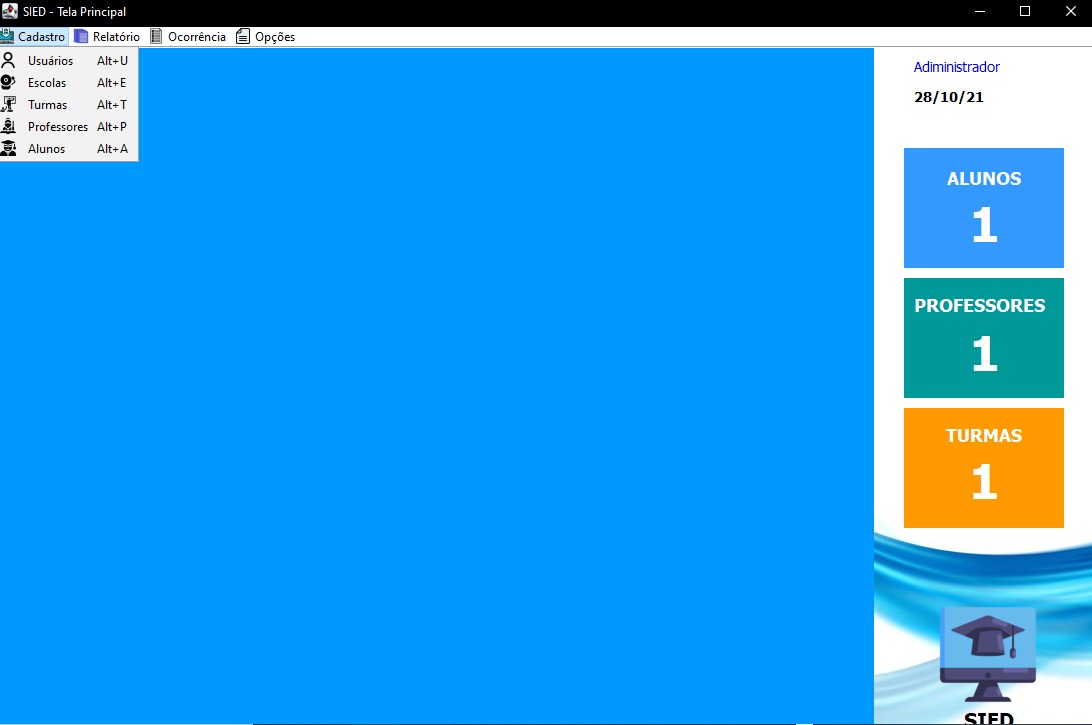 SIED - Tela Principal
Cadastro Relatório Ocorrência Opções
Usuários Alt+U
Escolas Alt+E
Turmas Alt+T
Professores Alt+P
Alunos Alt+A
Adiministrador
28/10/21
ALUNOS
1
PROFESSORES
1
TURMAS
1
SIED